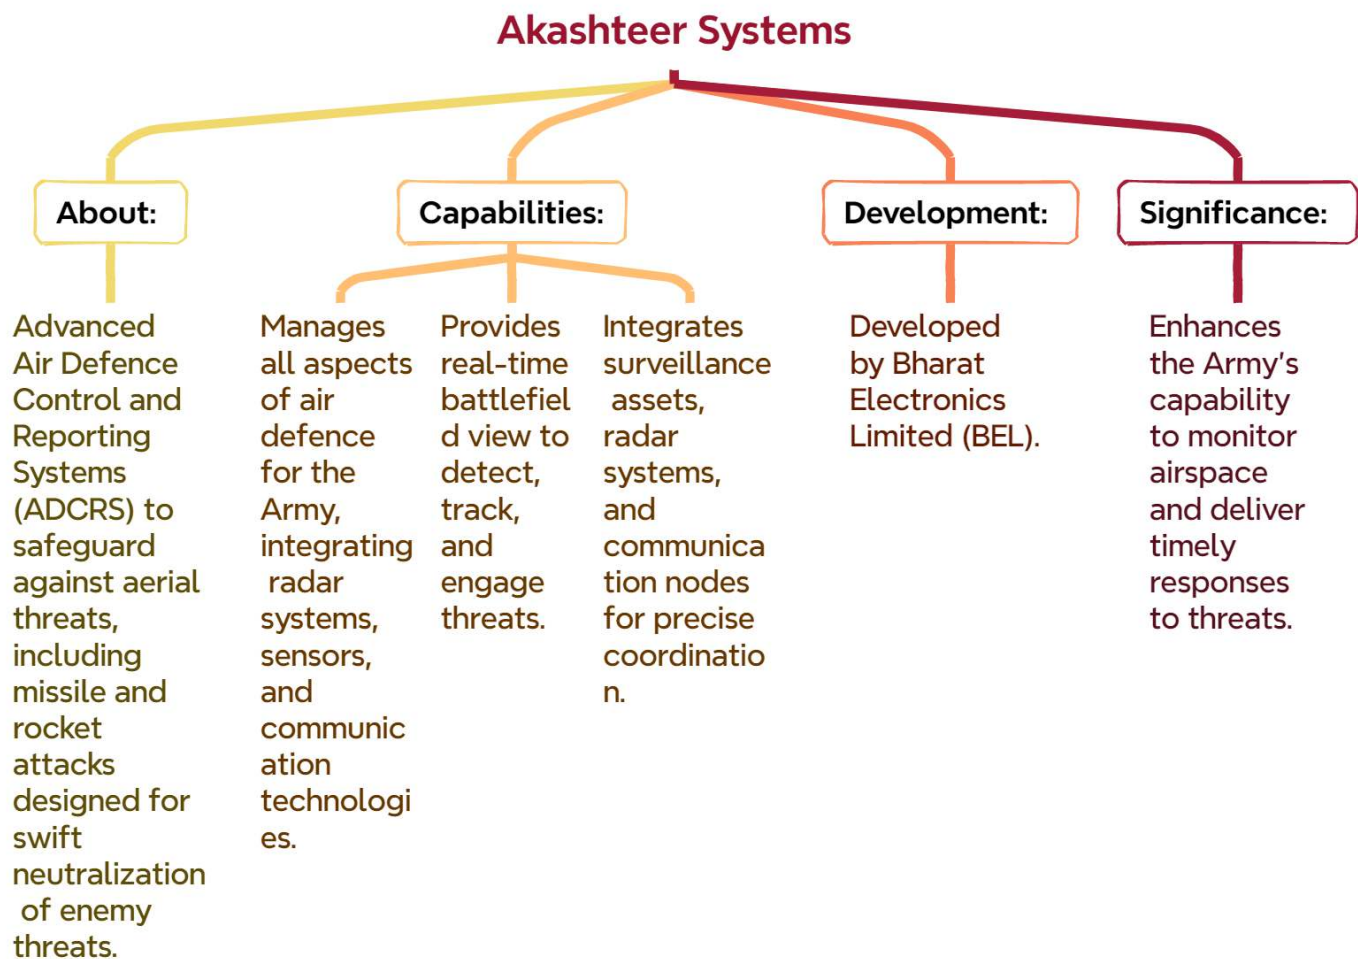 Akashteer Systems
About:
Capabilities:
Development:
Significance:
Advanced
Air Defence
Control and
Reporting
Systems
(ADCRS) to
safeguard
against aerial
threats,
including
missile and
rocket
attacks
designed for
swift
neutralization
of enemy
threats.
Manages
all aspects
of air
defence
for the
Army,
integrating
radar
systems,
sensors,
and
communic
ation
technologi
es.
Provides
real-time
battlefiel
d view to
detect,
track,
and
engage
threats.
Integrates
surveillance
assets,
radar
systems,
and
communica
tion nodes
for precise
coordinatio
n.
Developed
by Bharat
Electronics
Limited (BEL).
Enhances
the Army's
capability
to monitor
airspace
and deliver
timely
responses
to threats.